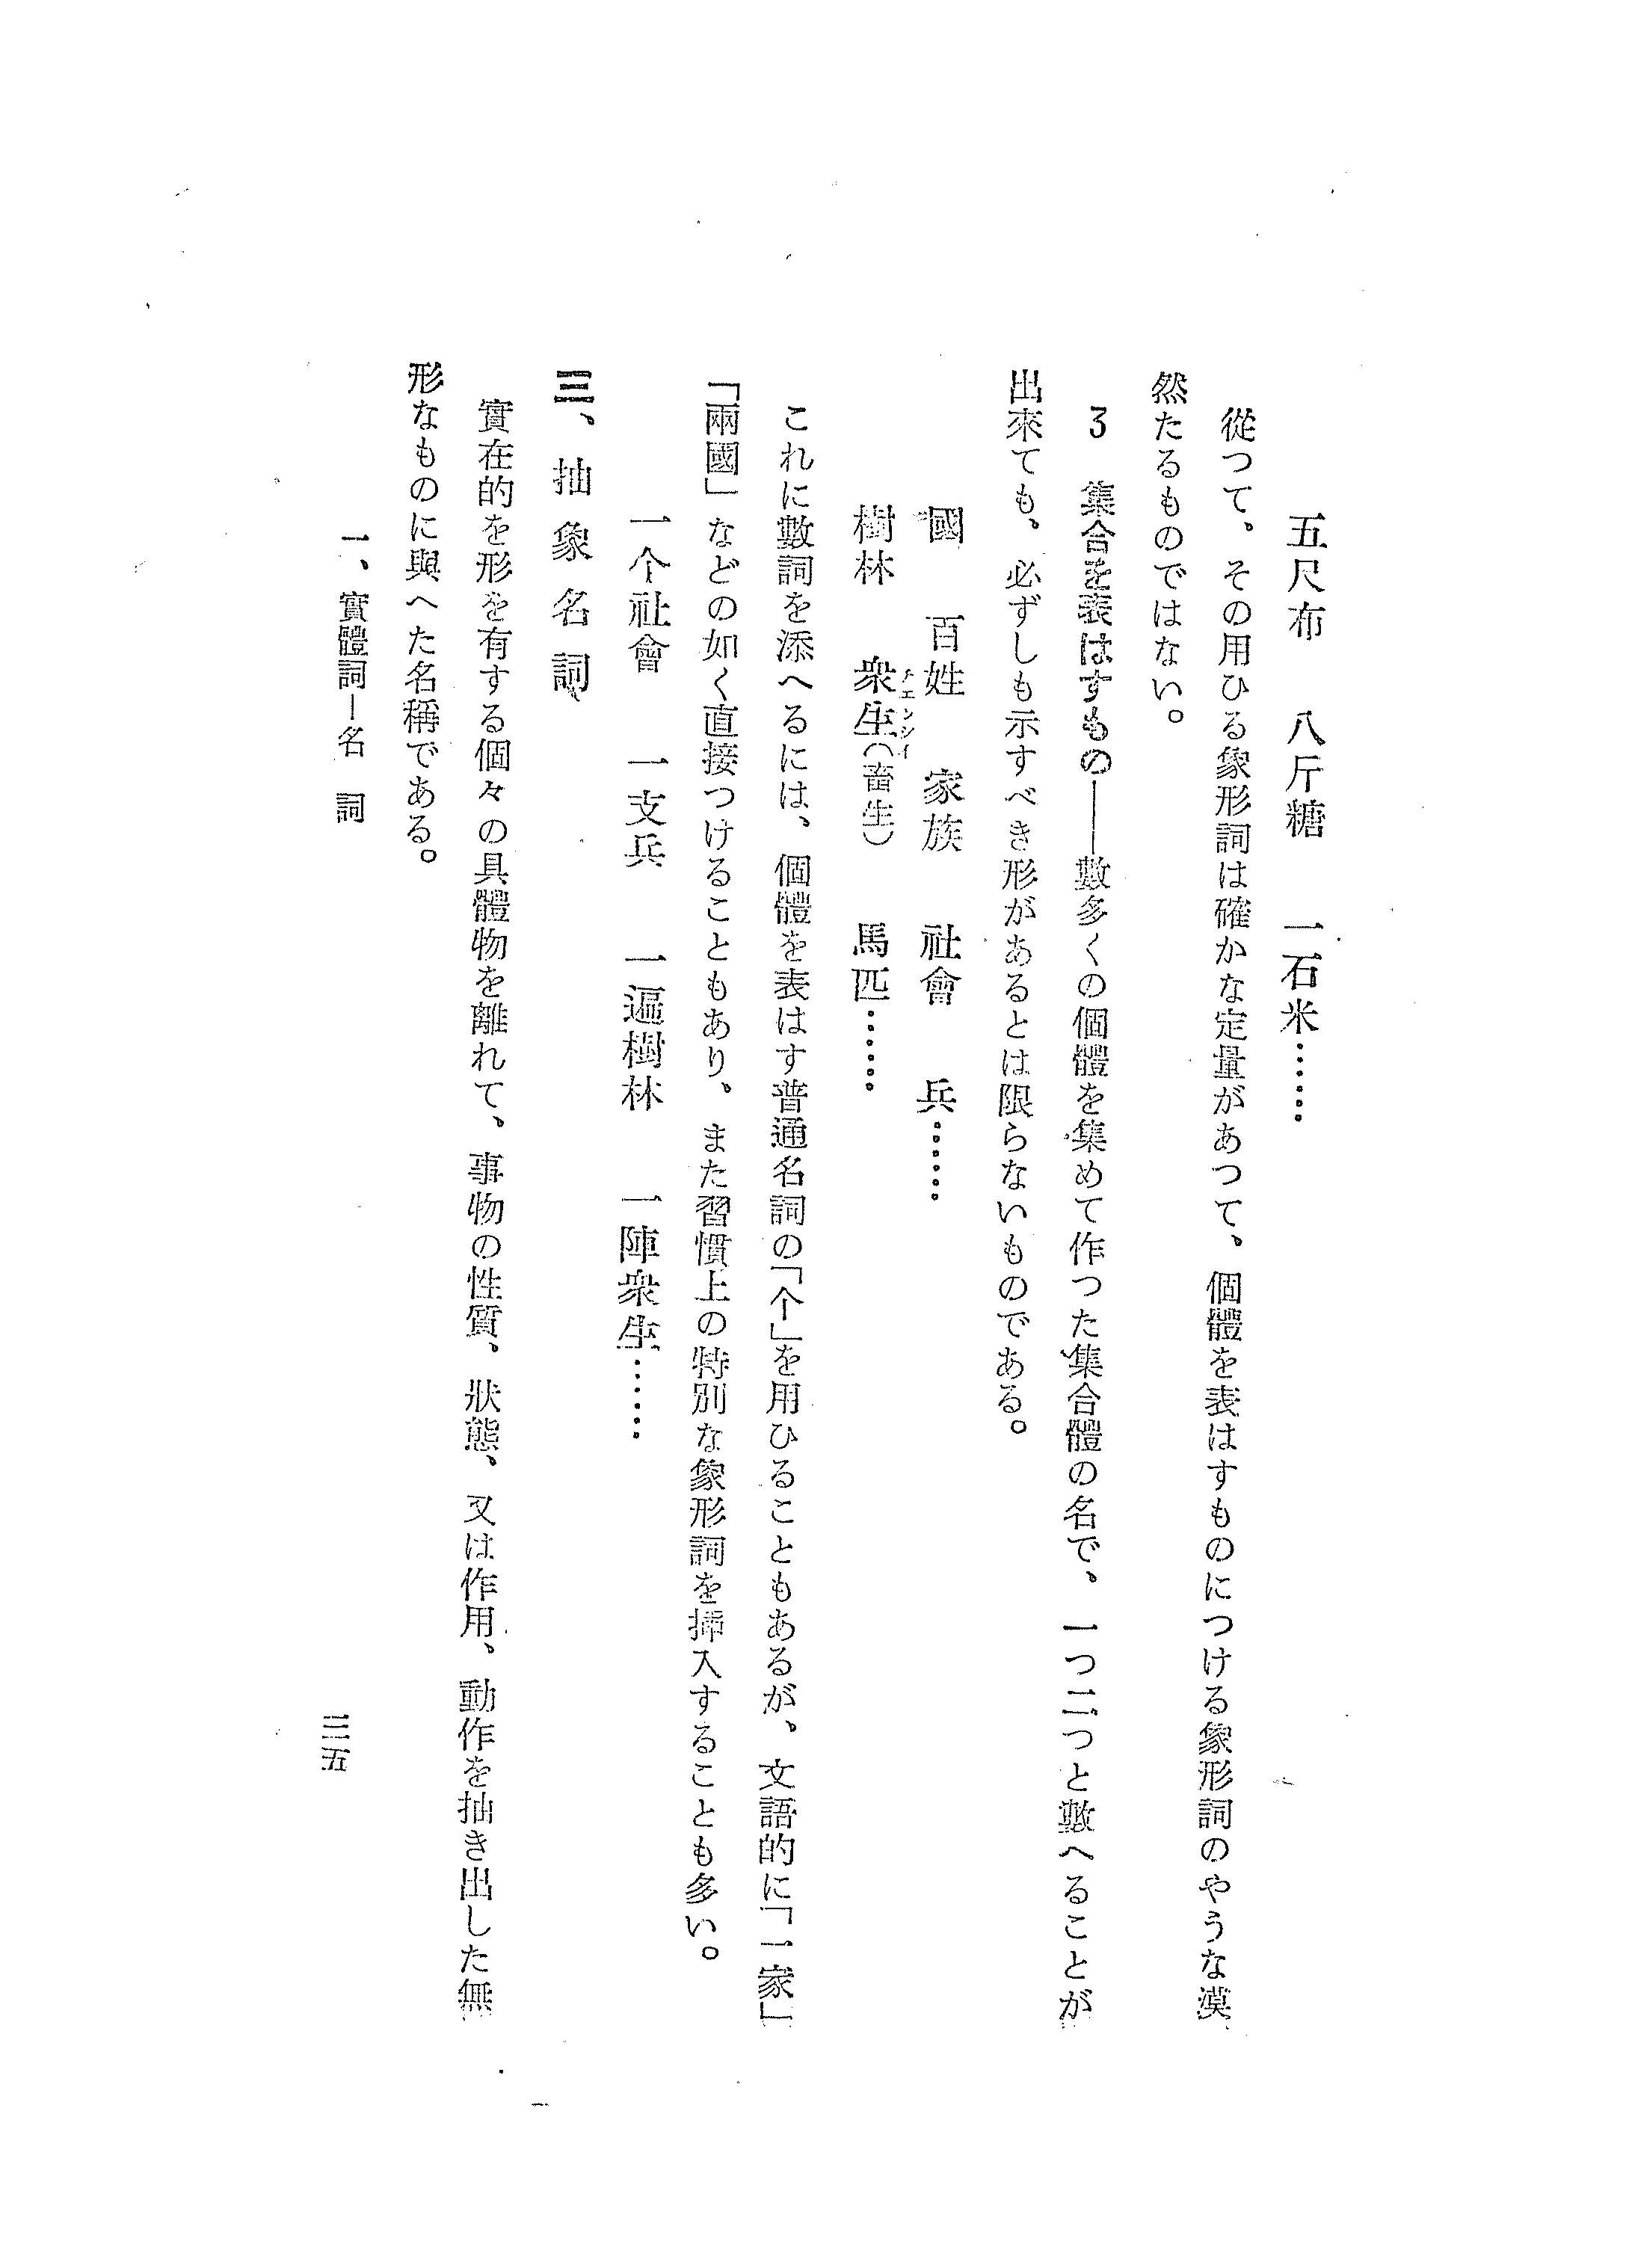 五尺布　八斤糖　一石米……
從つて、その用ひる象形詞は確かな定量があつて、個體を表はすものにつける象形詞のやうな漠
然たるものではない。
3　集合を表はすもの――數多くの個體を集めて作つた集合體の名で、一つ二つと數へることが
出來ても、必ずしも示すべき形があるとは限らないものである。
國　百姓　家族　社會　兵……
樹林　衆生（畜生）　馬匹……
チエンシイ
これに數詞を添へるには、個體を表はす普通名詞の「个」を用ひることもあるが、文語的に「一家」
「兩國」などの如く直接つけることもあり、また習慣上の特別な象形詞を挿入することも多い。
一个社會　一支兵　一遍樹林　一陣衆生……
三、抽象名詞
實在的を形を有する個々の具體物を離れて、事物の性質、狀態、又は作用、動作を抽き出した無
形なものに與へた名稱である。
一、實體詞―名　詞
三五